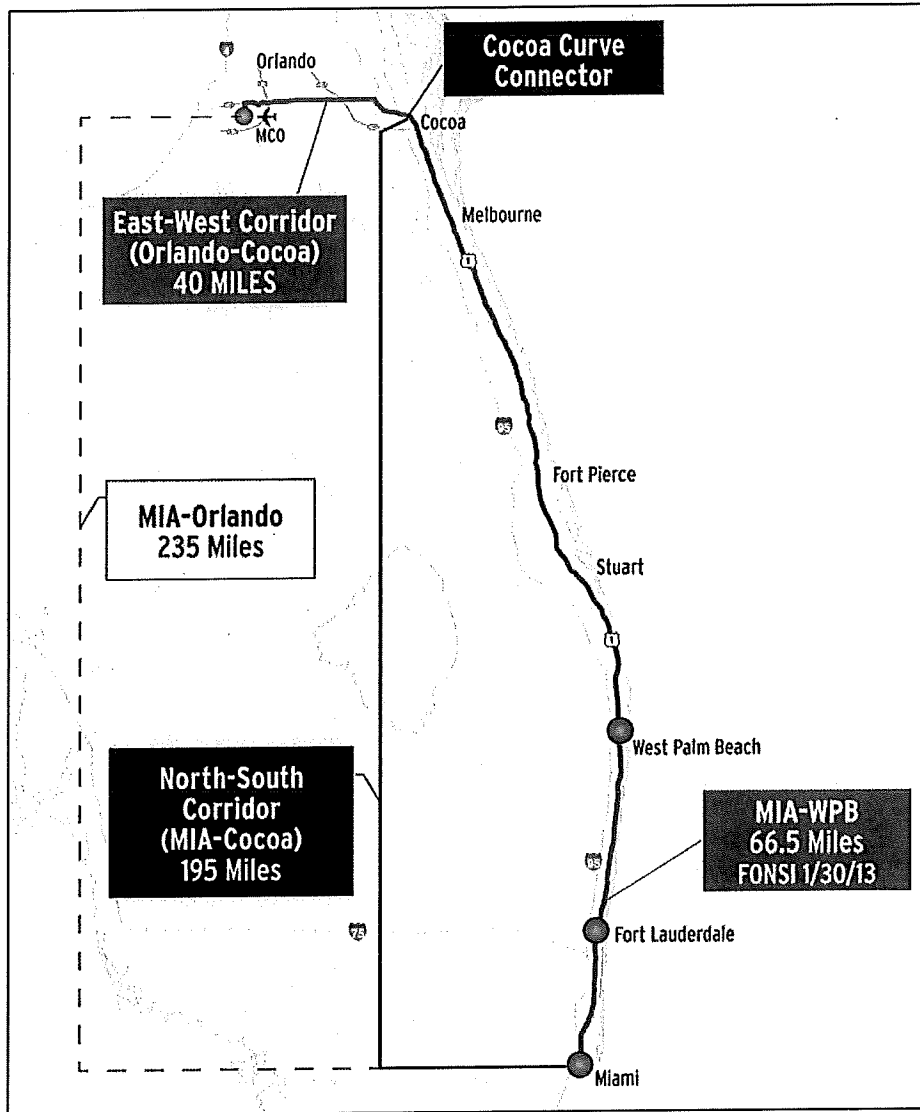 Cocoa Curve
Connector
Orlando
MCO
Cocoa
East-West Corridor
(Orlando-Cocoa)
40 MILES
Melbourne
1
95
Fort Pierce
MIA-Orlando
235 Miles
Stuart
1
West Palm Beach
North-South
Corridor
(MIA-Cocoa)
195 Miles
MIA-WPB
66.5 Miles
FONSI 1/30/13
95
75
Fort Lauderdale
Miami